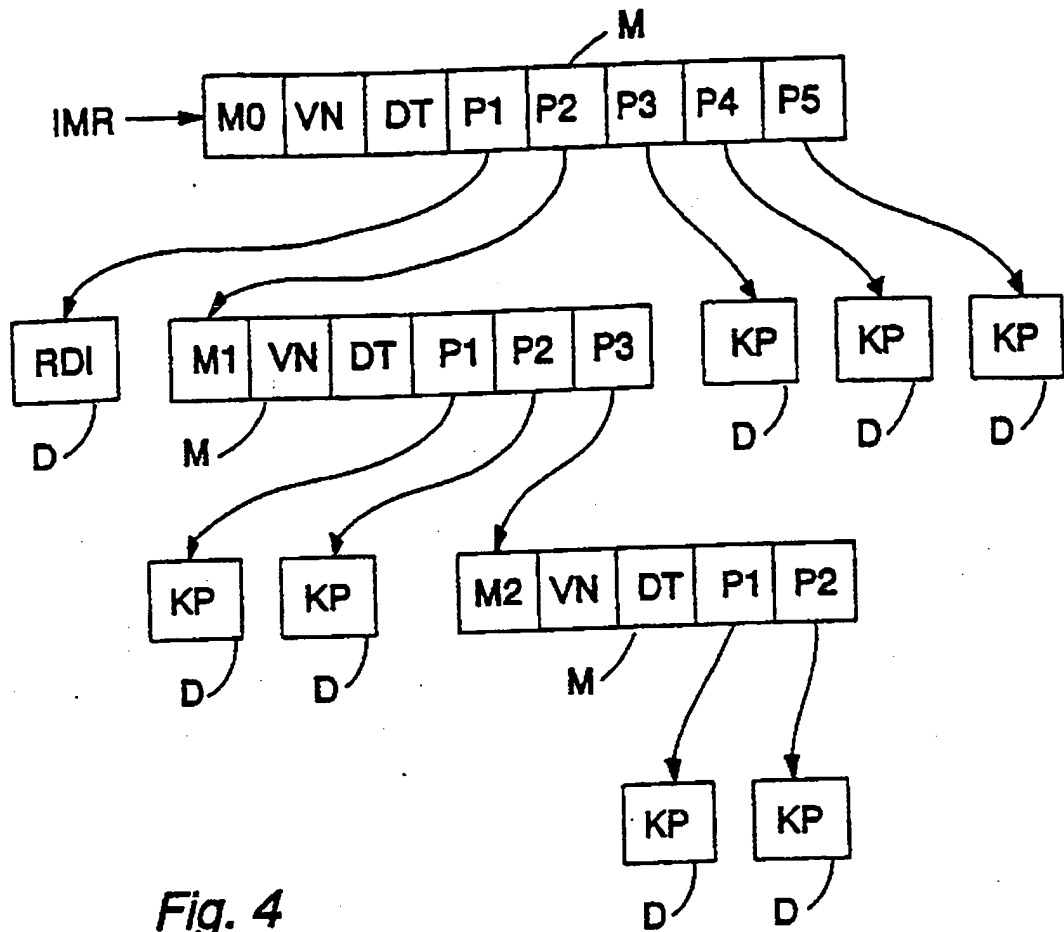 M
IMR M0 VN DT P1 P2 P3 P4 P5
RDI M1 VN DT P1 P2 P3 KP KP KP
D M D D D
KP KP M2 VN DT P1 P2
D D M
KP KP
D D
Fig. 4